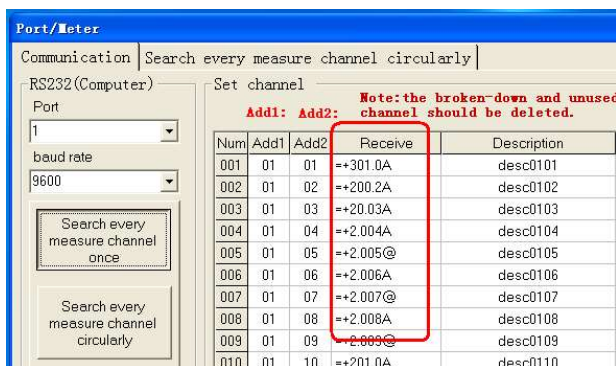 Port/Meter
Communication
Search every measure channel circularly
RS232(Computer)
Port
1
baud rate
9600
Search every
measure channel
once
Search every
measure channel
circularly
Set channel
Note:the broken-down and unused
Add1: Add2: channel should be deleted.
Num Add1 Add2 Receive Description
001 01 01 =+301.0A desc0101
002 01 02 =+200.2A desc0102
003 01 03 =+20.03A desc0103
004 01 04 =+2.004A desc0104
005 01 05 =+2.005@ desc0105
006 01 06 =+2.006A desc0106
007 01 07 =+2.007@ desc0107
008 01 08 =+2.008A desc0108
009 01 09 =+2.009@ desc0109
010 01 10 =+201.0A desc0110